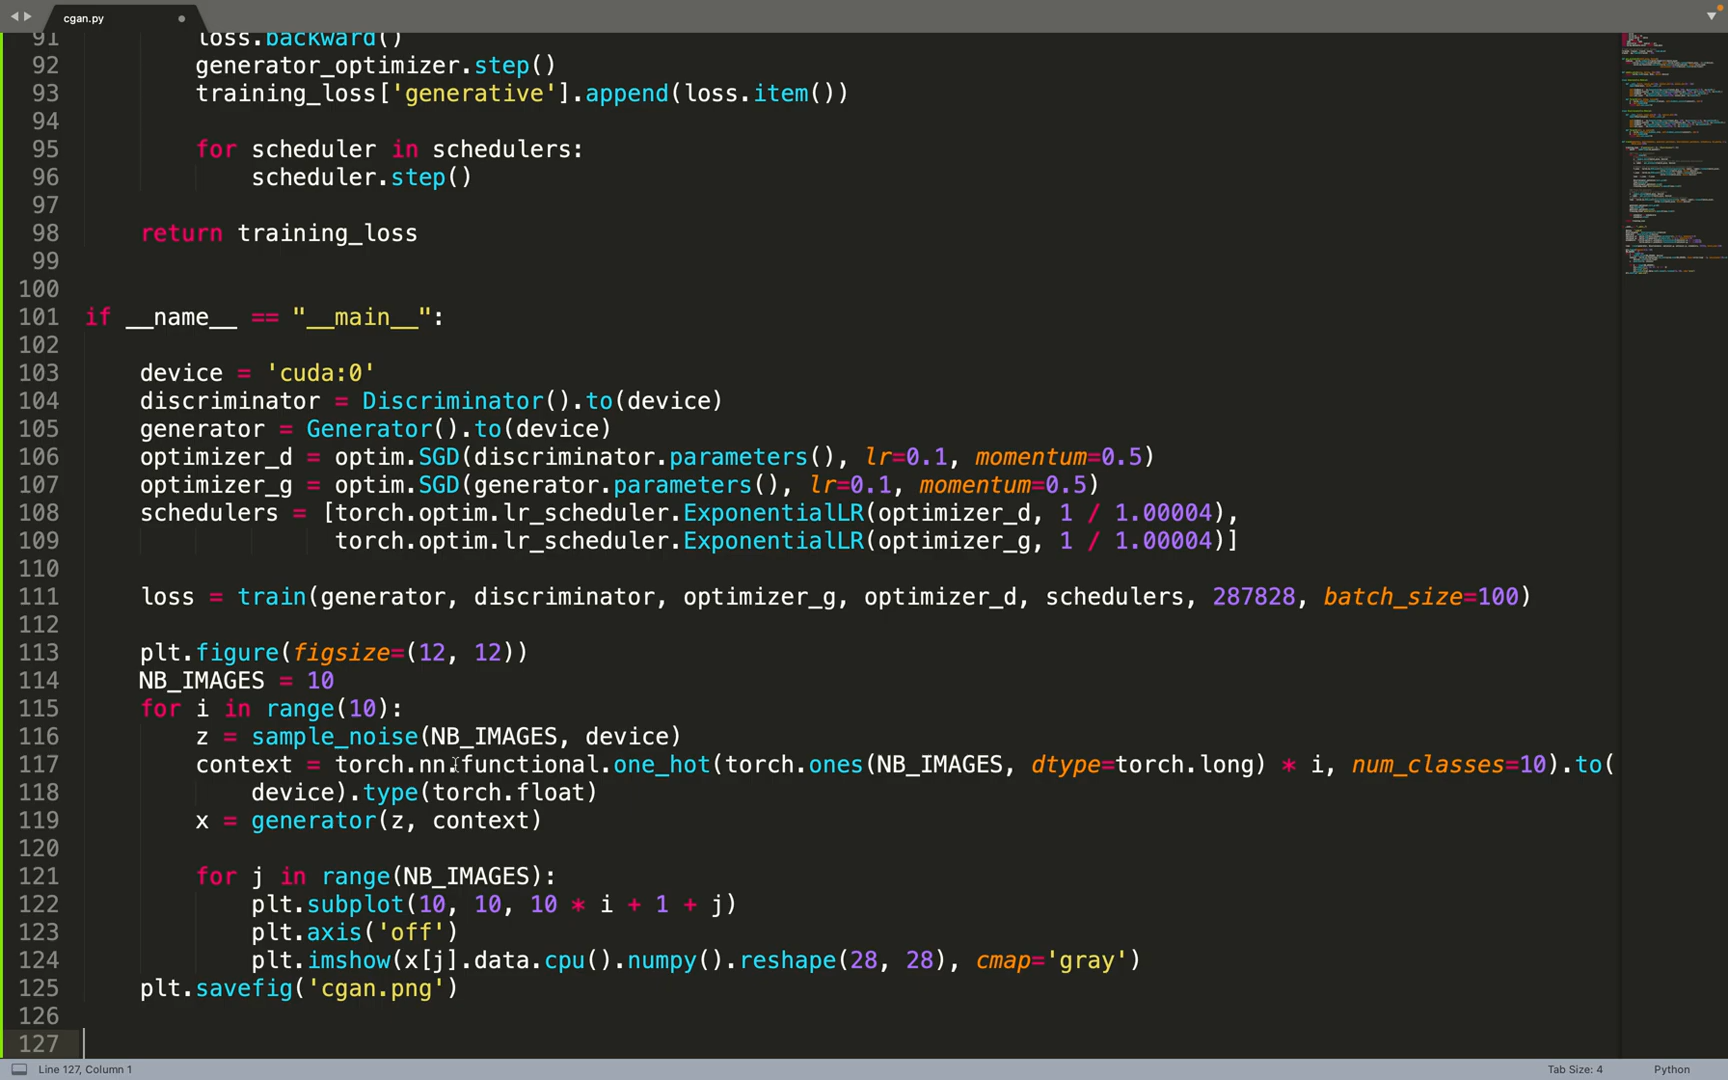 cgan.py
91 loss.backward()
92 generator_optimizer.step()
93 training_loss['generative'].append(loss.item())
94
95 for scheduler in schedulers:
96 scheduler.step()
97
98 return training_loss
99
100
101 if __name__ == "__main__":
102
103 device = 'cuda:0'
104 discriminator = Discriminator().to(device)
105 generator = Generator().to(device)
106 optimizer_d = optim.SGD(discriminator.parameters(), lr=0.1, momentum=0.5)
107 optimizer_g = optim.SGD(generator.parameters(), lr=0.1, momentum=0.5)
108 schedulers = [torch.optim.lr_scheduler.ExponentialLR(optimizer_d, 1 / 1.00004),
109 torch.optim.lr_scheduler.ExponentialLR(optimizer_g, 1 / 1.00004)]
110
111 loss = train(generator, discriminator, optimizer_g, optimizer_d, schedulers, 287828, batch_size=100)
112
113 plt.figure(figsize=(12, 12))
114 NB_IMAGES = 10
115 for i in range(10):
116 z = sample_noise(NB_IMAGES, device)
117 context = torch.nn.functional.one_hot(torch.ones(NB_IMAGES, dtype=torch.long) * i, num_classes=10).to(
118 device).type(torch.float)
119 x = generator(z, context)
120
121 for j in range(NB_IMAGES):
122 plt.subplot(10, 10, 10 * i + 1 + j)
123 plt.axis('off')
124 plt.imshow(x[j].data.cpu().numpy().reshape(28, 28), cmap='gray')
125 plt.savefig('cgan.png')
126
127
Line 127, Column 1
Tab Size: 4
Python